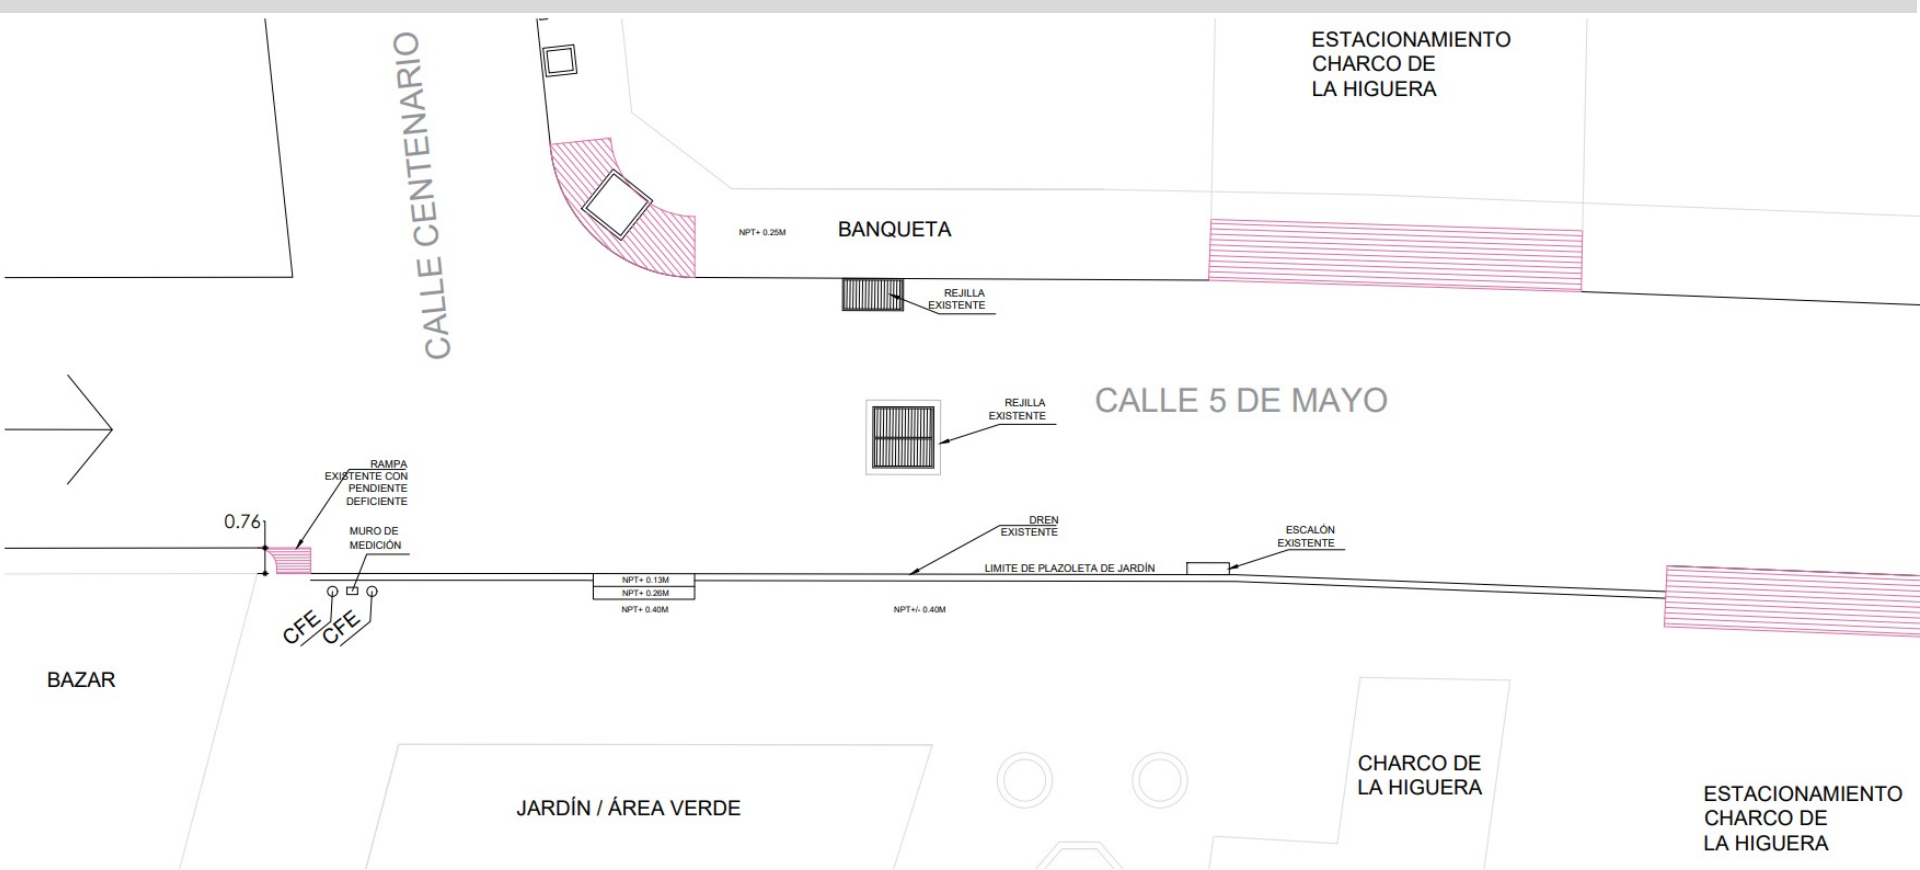 CALLE CENTENARIO
ESTACIONAMIENTO
CHARCO DE
LA HIGUERA
NPT+ 0.25M
BANQUETA
REJILLA
EXISTENTE
REJILLA
EXISTENTE
CALLE 5 DE MAYO
RAMPA
EXISTENTE CON
PENDIENTE
DEFICIENTE
0.76
MURO DE
MEDICIÓN
DREN
EXISTENTE
ESCALÓN
EXISTENTE
LIMITE DE PLAZOLETA DE JARDÍN
NPT+ 0.13M
NPT+ 0.26M
NPT+ 0.40M
NPT+/- 0.40M
CFE
CFE
BAZAR
JARDÍN / ÁREA VERDE
CHARCO DE
LA HIGUERA
ESTACIONAMIENTO
CHARCO DE
LA HIGUERA